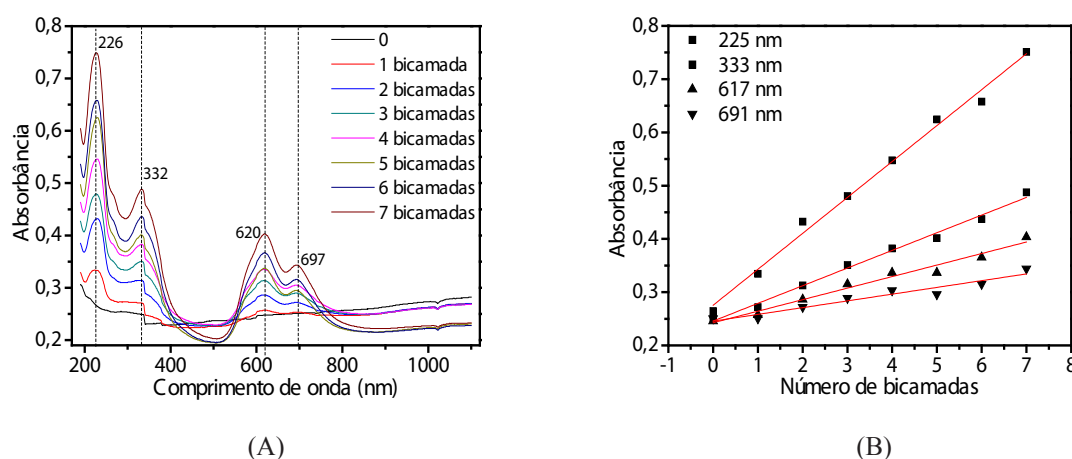 226
332
620
697
0
1 bicamada
2 bicamadas
3 bicamadas
4 bicamadas
5 bicamadas
6 bicamadas
7 bicamadas
Absorbância
0,8
0,7
0,6
0,5
0,4
0,3
0,2
200 400 600 800 1000
Comprimento de onda (nm)
(A)
225 nm
333 nm
617 nm
691 nm
Absorbância
0,8
0,7
0,6
0,5
0,4
0,3
0,2
-1 0 1 2 3 4 5 6 7 8
Número de bicamadas
(B)